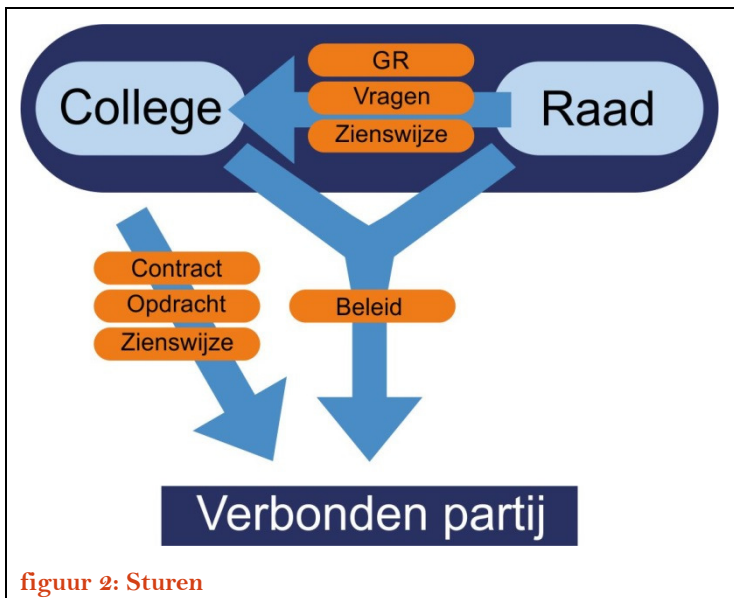 College
GR
Vragen
Zienswijze
Raad
Contract
Opdracht
Zienswijze
Beleid
Verbonden partij
figuur 2: Sturen